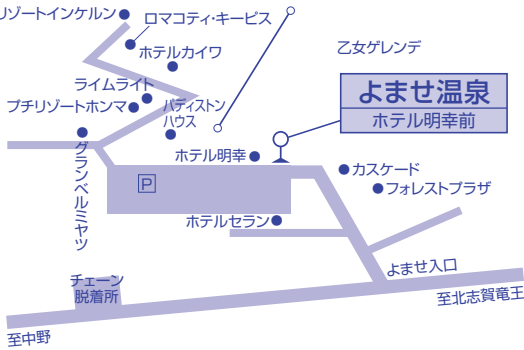 リゾートインケルン
ロマコティ・キービス
ホテルカイワ
乙女ゲレンデ
ライムライト
プチリゾートホンマ
バディストン
ハウス
よませ温泉
ホテル明幸前
グランベルミヤツ
ホテル明幸
カスケード
P
フォレストプラザ
ホテルセラン
よませ入口
チェーン
脱着所
至北志賀竜王
至中野